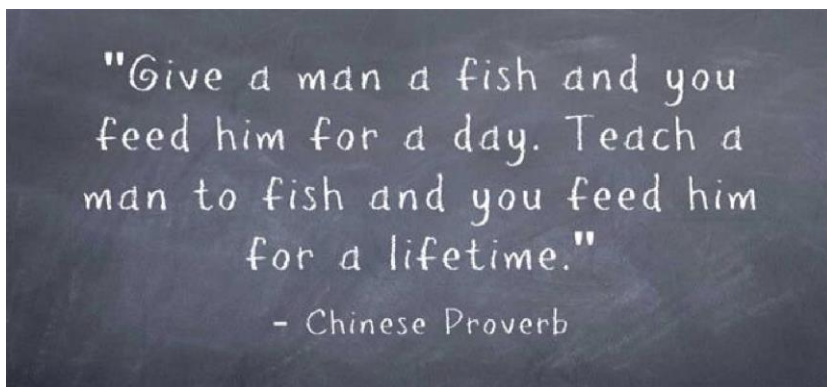 "Give a man a fish and you
feed him for a day. Teach a
man to fish and you feed him
for a lifetime."
- Chinese Proverb